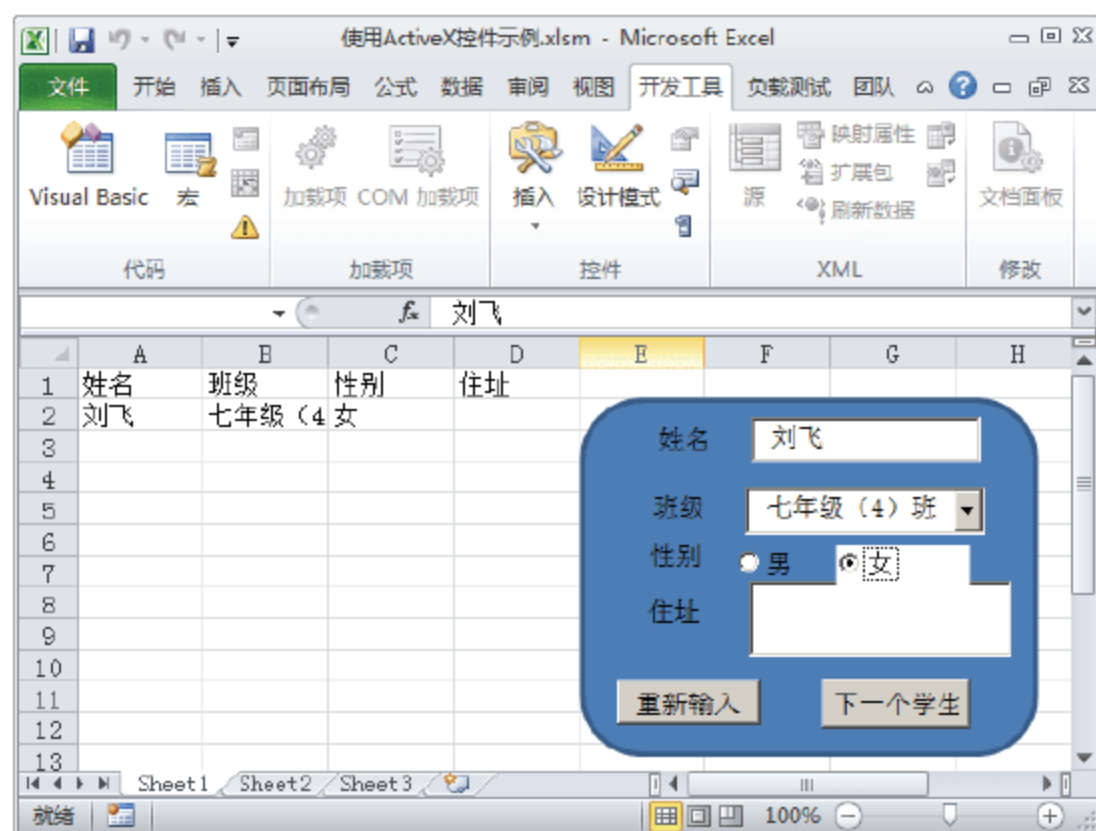 使用ActiveX控件示例.xlsm - Microsoft Excel
文件 开始 插入 页面布局 公式 数据 审阅 视图 开发工具 负载测试 团队
Visual Basic 宏 加载项 COM 加载项 插入 设计模式 源 映射属性 扩展包 刷新数据 文档面板
代码 加载项 控件 XML 修改
fx 刘飞
A B C D E F G H
1 姓名 班级 性别 住址
2 刘飞 七年级（4 女
3
4
5
6
7
8
9
10
11
12
13
姓名 刘飞
班级 七年级（4）班
性别 男 女
住址
重新输入 下一个学生
Sheet1 Sheet2 Sheet3
就绪 100%